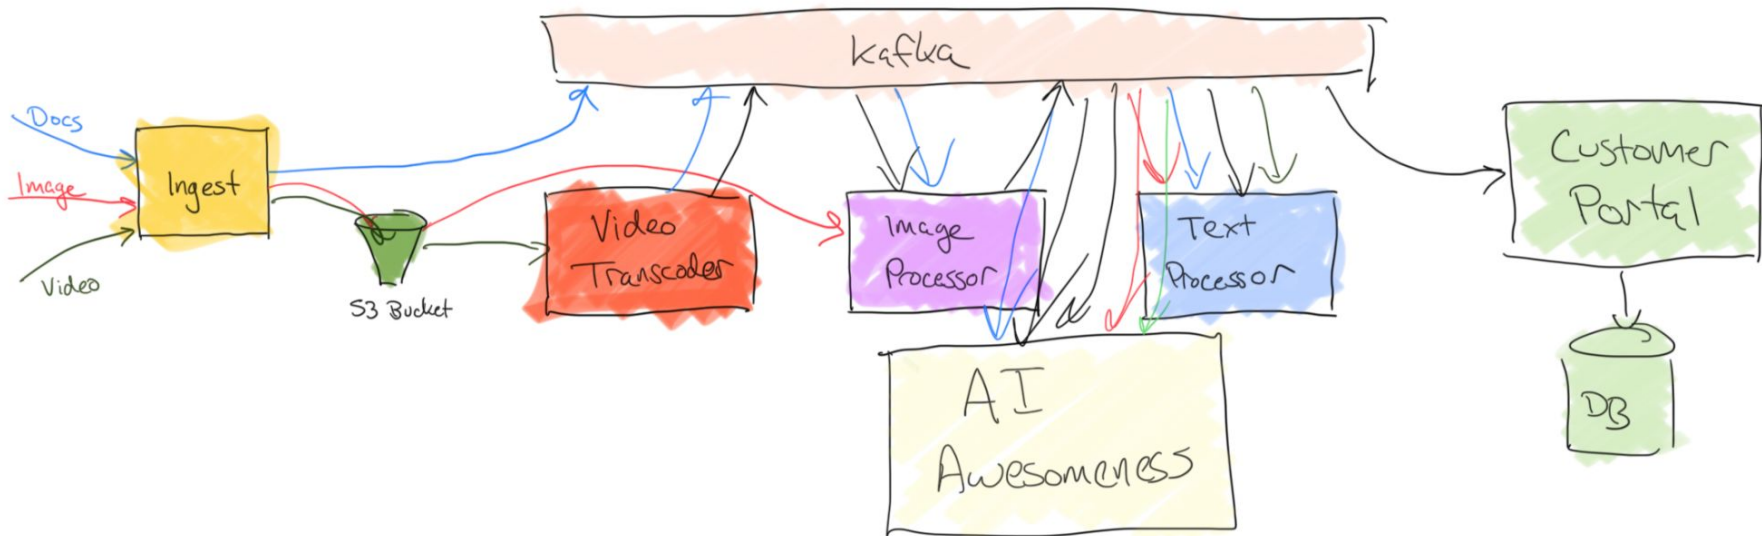 Kafka
Docs
Image
Video
Ingest
S3 Bucket
Video
Transcoder
Image
Processor
Text
Processor
AI
Awesomeness
Customer
Portal
DB